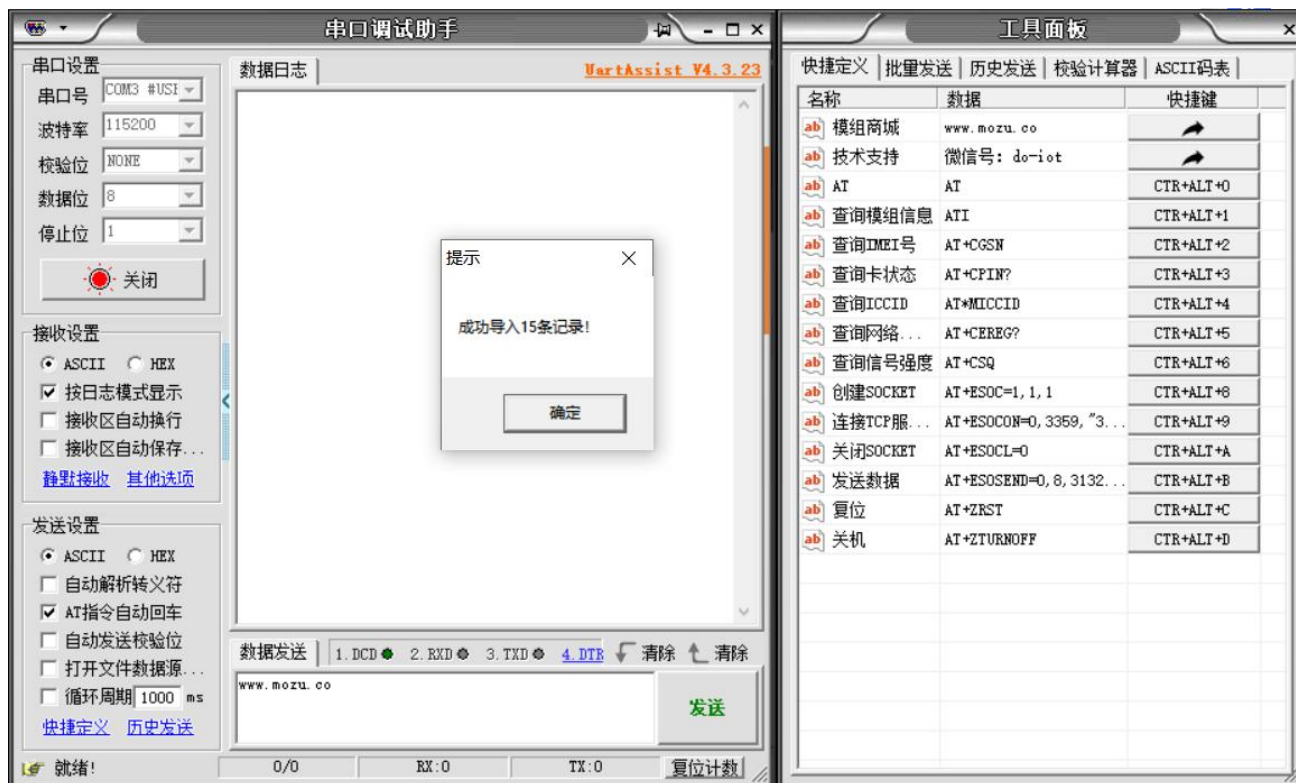 串口调试助手
串口设置
串口号 COM3 #USB
波特率 115200
校验位 NONE
数据位 8
停止位 1
关闭
接收设置
ASCII HEX
按日志模式显示
接收区自动换行
接收区自动保存...
静默接收 其他选项
发送设置
ASCII HEX
自动解析转义符
AT指令自动回车
自动发送校验位
打开文件数据源...
循环周期 1000 ms
快捷定义 历史发送
数据日志
UartAssist V4.3.23
提示
成功导入15条记录!
确定
数据发送 1.DCD 2.RXD 3.TXD 4.DTR 清除 清除
www.mozu.co
发送
就绪! 0/0 RX:0 TX:0 复位计数
工具面板
快捷定义 批量发送 历史发送 校验计算器 ASCII码表
名称 数据 快捷键
模组商城 www.mozu.co
技术支持 微信号: do-iot
AT AT CTR+ALT+0
查询模组信息 ATI CTR+ALT+1
查询IMEI号 AT+CGSN CTR+ALT+2
查询卡状态 AT+CPIN? CTR+ALT+3
查询ICCID AT*MICCID CTR+ALT+4
查询网络... AT+CEREG? CTR+ALT+5
查询信号强度 AT+CSQ CTR+ALT+6
创建SOCKET AT+ESOC=1,1,1 CTR+ALT+8
连接TCP服... AT+ESOCON=0,3359,"3... CTR+ALT+9
关闭SOCKET AT+ESOCL=0 CTR+ALT+A
发送数据 AT+ESOSEND=0,8,3132... CTR+ALT+B
复位 AT+ZRST CTR+ALT+C
关机 AT+ZTURNOFF CTR+ALT+D